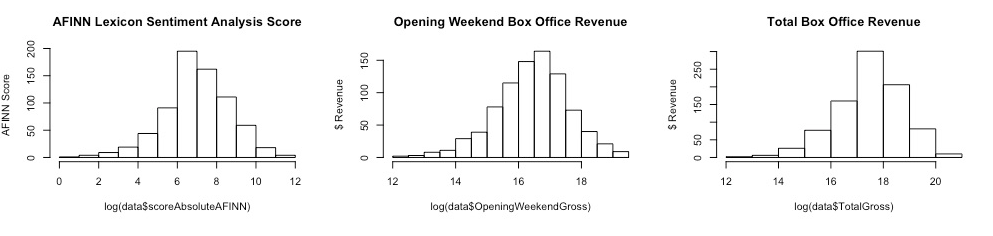 AFINN Lexicon Sentiment Analysis Score
AFINN Score
0 50 100 150 200
0 2 4 6 8 10 12
log(data$scoreAbsoluteAFINN)
Opening Weekend Box Office Revenue
$ Revenue
0 50 100 150
12 14 16 18
log(data$OpeningWeekendGross)
Total Box Office Revenue
$ Revenue
0 50 150 250
12 14 16 18 20
log(data$TotalGross)